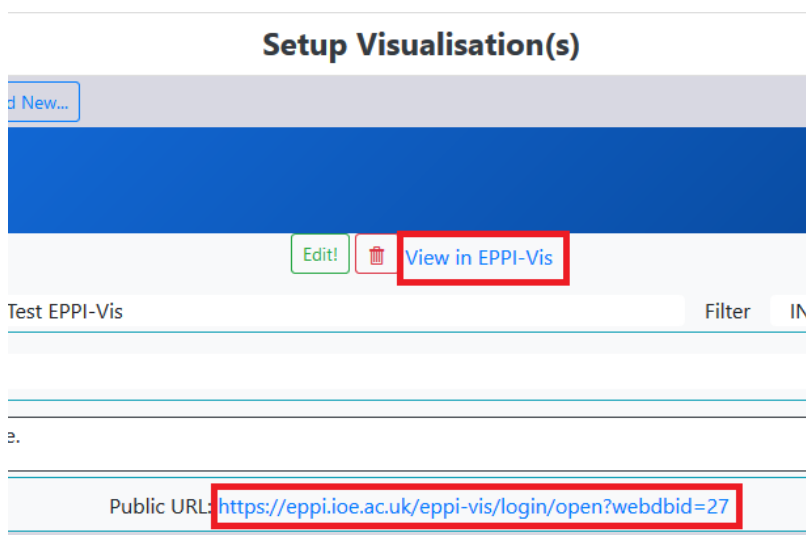 Setup Visualisation(s)
d New...
Edit! View in EPPI-Vis
Test EPPI-Vis Filter IN
e.
Public URL: https://eppi.ioe.ac.uk/eppi-vis/login/open?webdbid=27